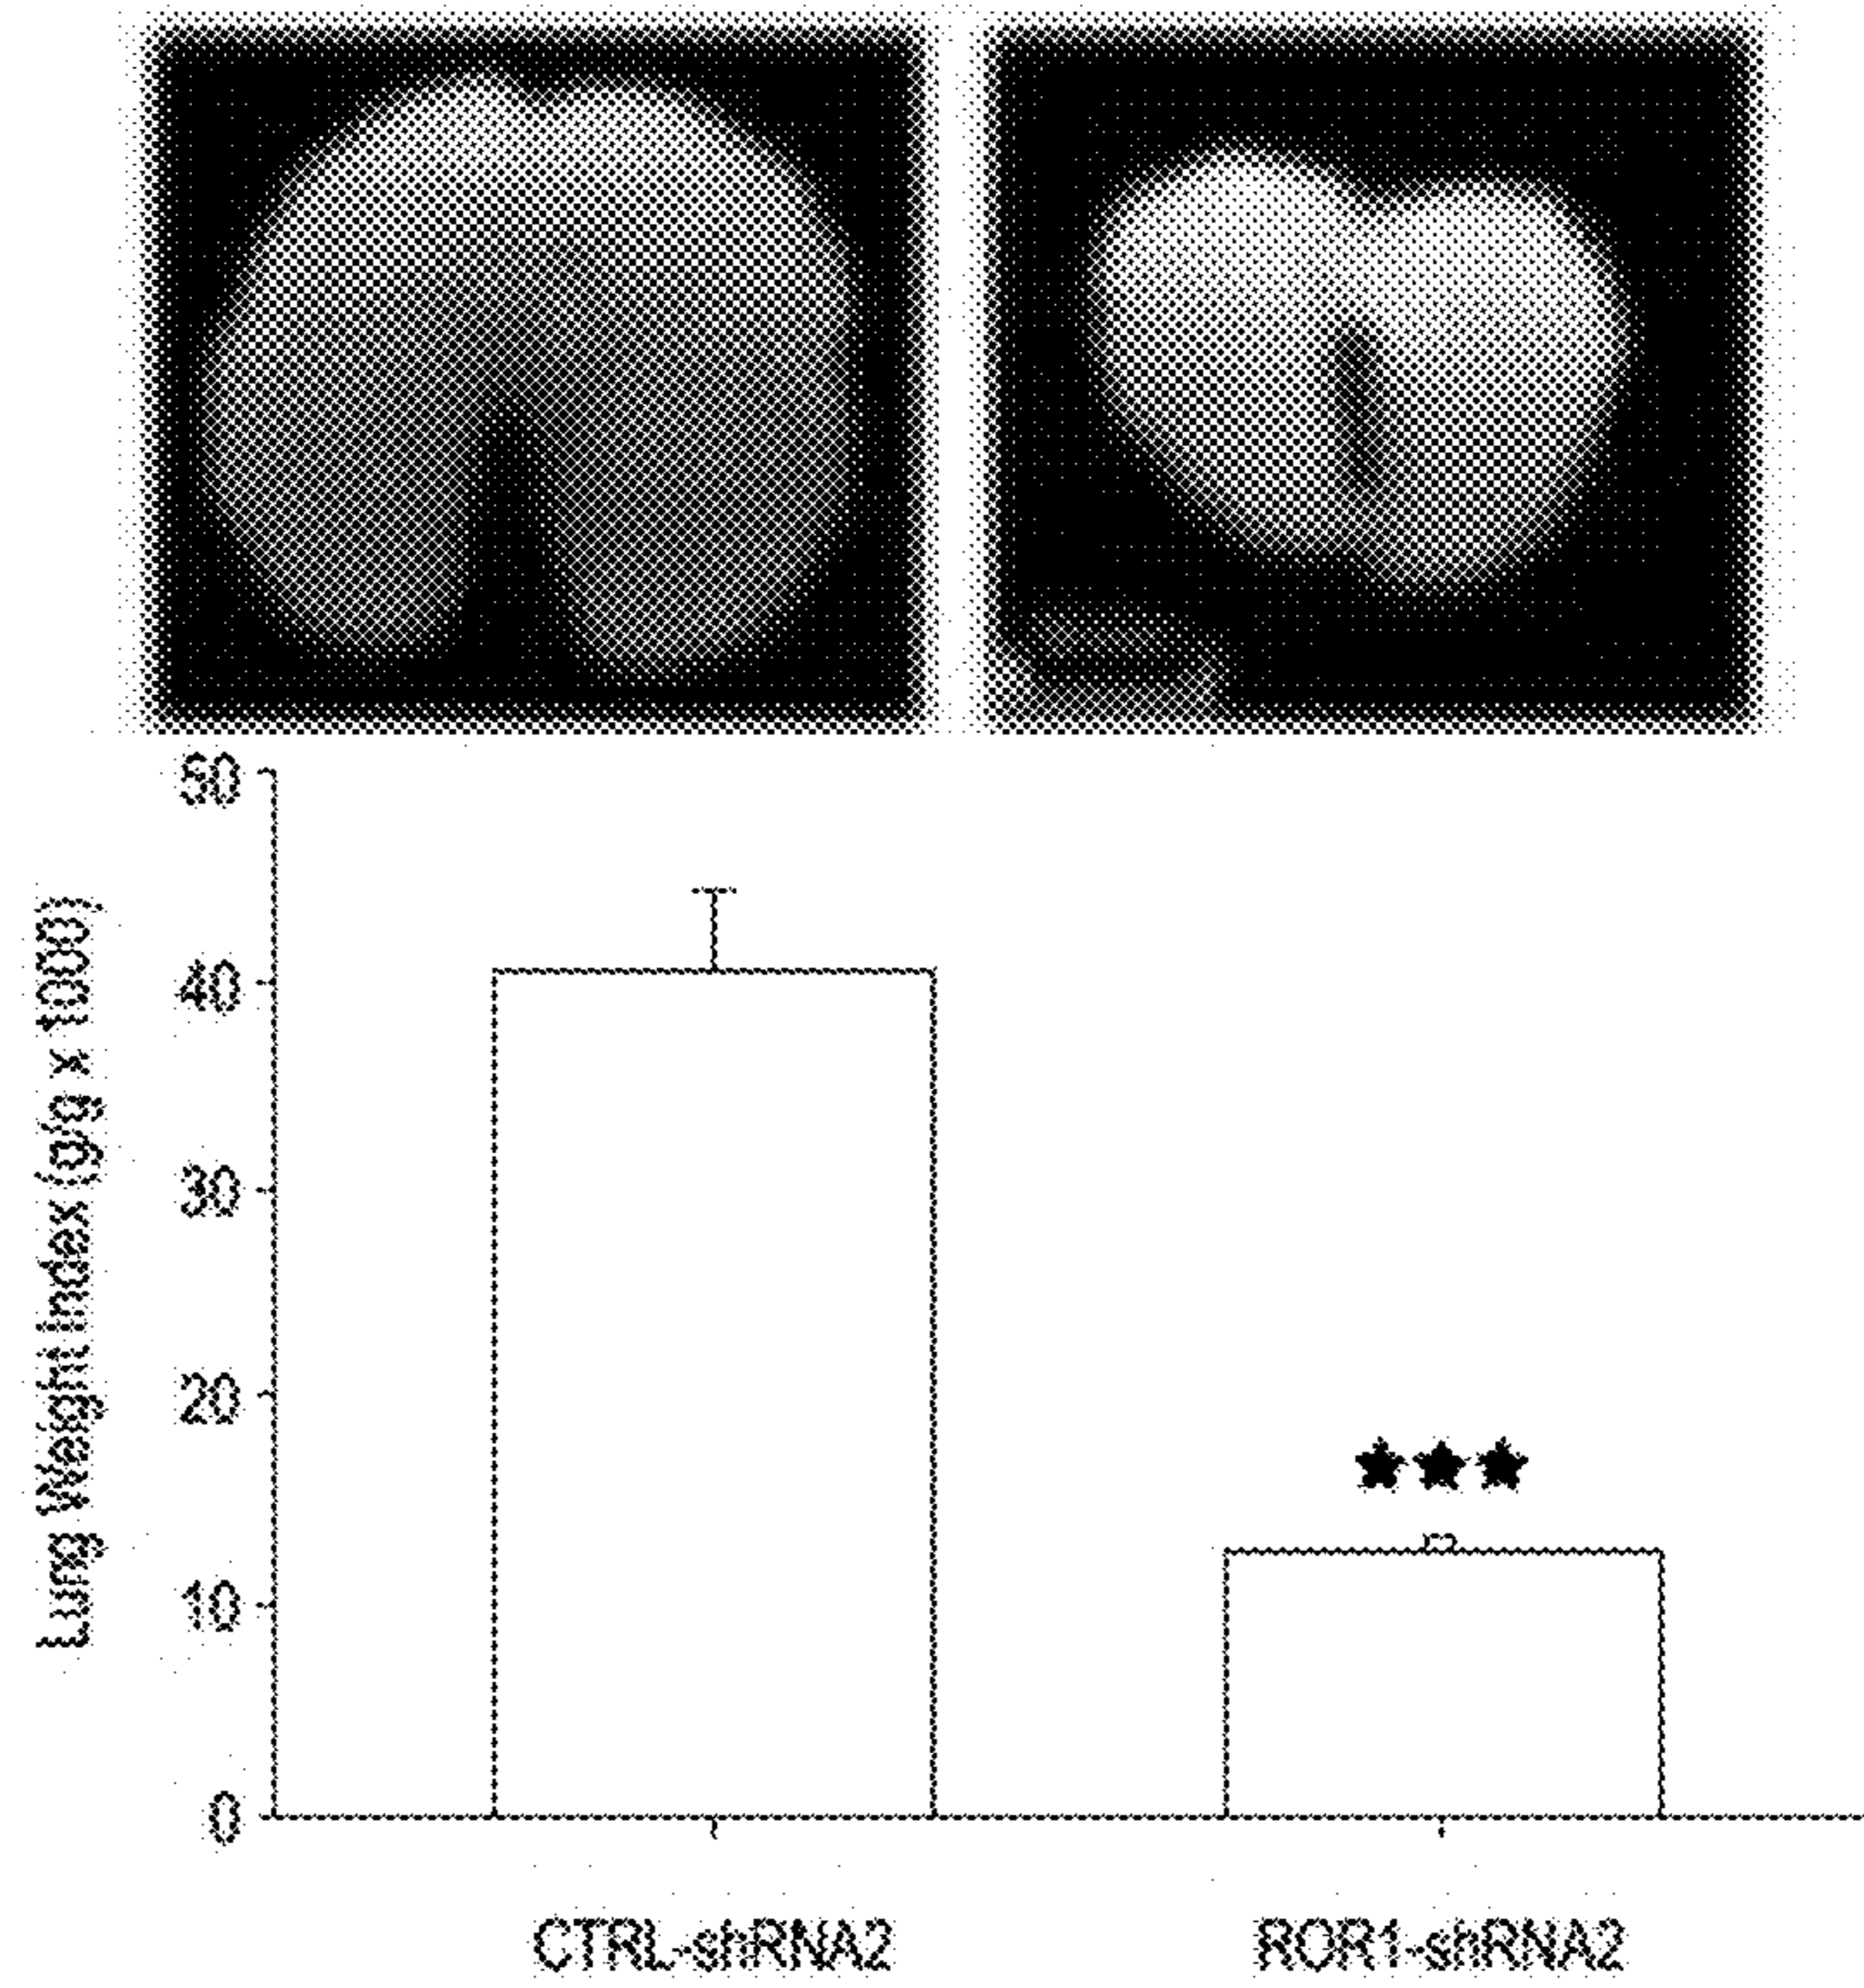 50
40
30
20
10
0
Lung Weight Index (g/g x 1000)
★★★
CTRL-shRNA2
ROR1-shRNA2